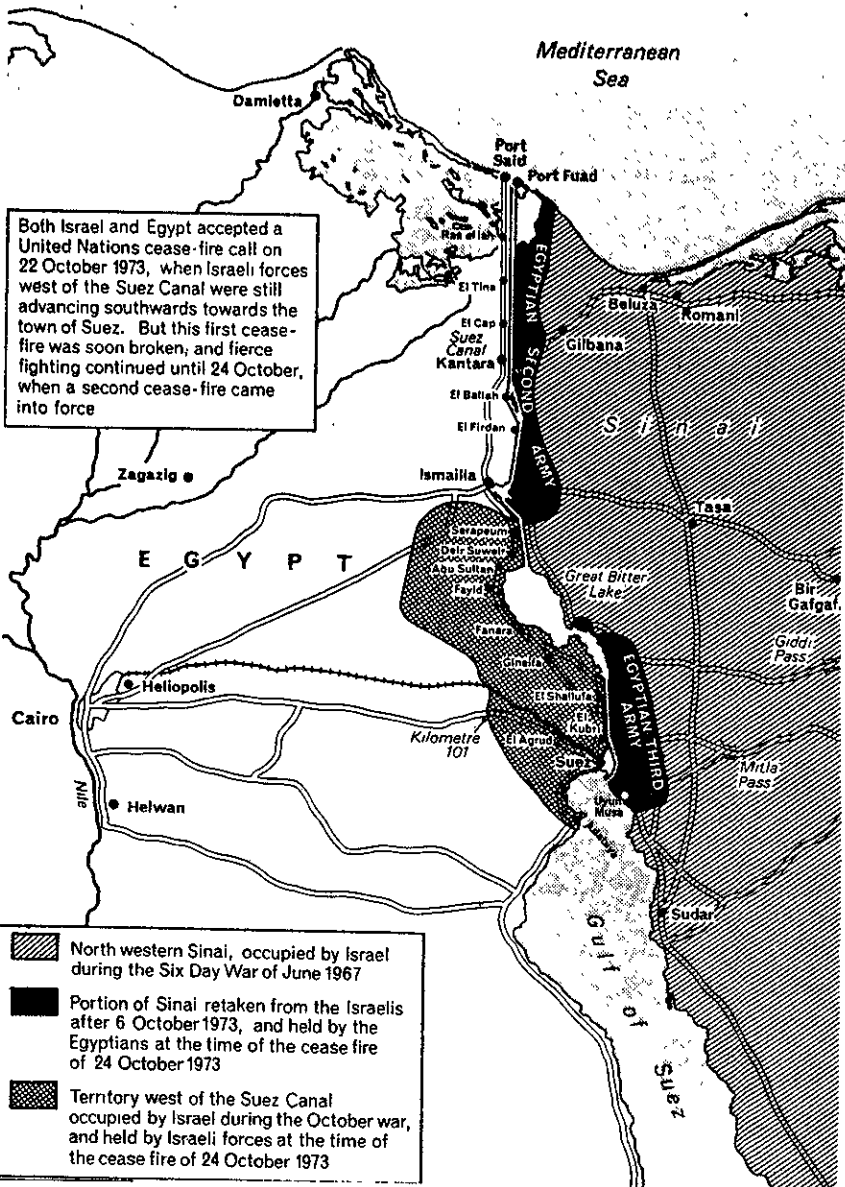 Mediterranean
Sea
Damietta
Port
Said
Port Fuad
Both Israel and Egypt accepted a
United Nations cease-fire call on
22 October 1973, when Israeli forces
west of the Suez Canal were still
advancing southwards towards the
town of Suez. But this first cease-
fire was soon broken, and fierce
fighting continued until 24 October,
when a second cease-fire came
into force
Ras el Ish
El Tina
El Cap
Suez
Canal
Kantara
El Ballah
El Firdan
Ismailia
EGYPTIAN SECOND ARMY
Beluza
Romani
Gilbana
Sinai
Zagazig
Tasa
EGYPT
Serapeum
Deir Suweir
Abu Sultan
Fayid
Great Bitter
Lake
Bir
Gafgaf
Fanara
Gineifa
Giddi
Pass
Heliopolis
El Shallufa
EGYPTIAN THIRD
ARMY
Cairo
Kilometre
101
El Agrud
El
Kubri
Suez
Mitla
Pass
Nile
Helwan
Uyun
Musa
Adabiya
Sudar
Gulf of Suez
North western Sinai, occupied by Israel
during the Six Day War of June 1967
Portion of Sinai retaken from the Israelis
after 6 October 1973, and held by the
Egyptians at the time of the cease fire
of 24 October 1973
Territory west of the Suez Canal
occupied by Israel during the October war,
and held by Israeli forces at the time of
the cease fire of 24 October 1973